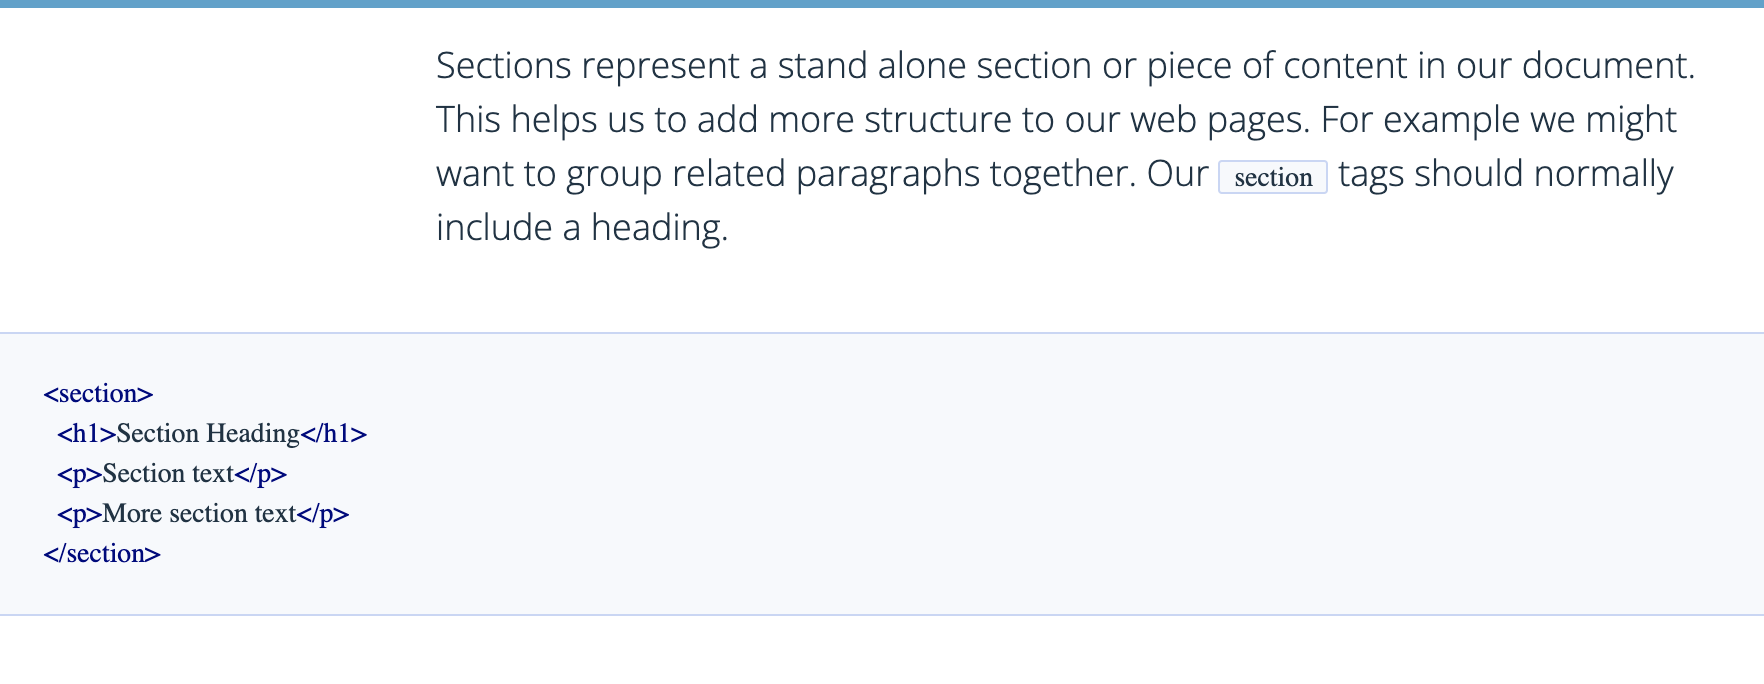 Sections represent a stand alone section or piece of content in our document.
This helps us to add more structure to our web pages. For example we might
want to group related paragraphs together. Our section tags should normally
include a heading.
<section>
<h1>Section Heading</h1>
<p>Section text</p>
<p>More section text</p>
</section>